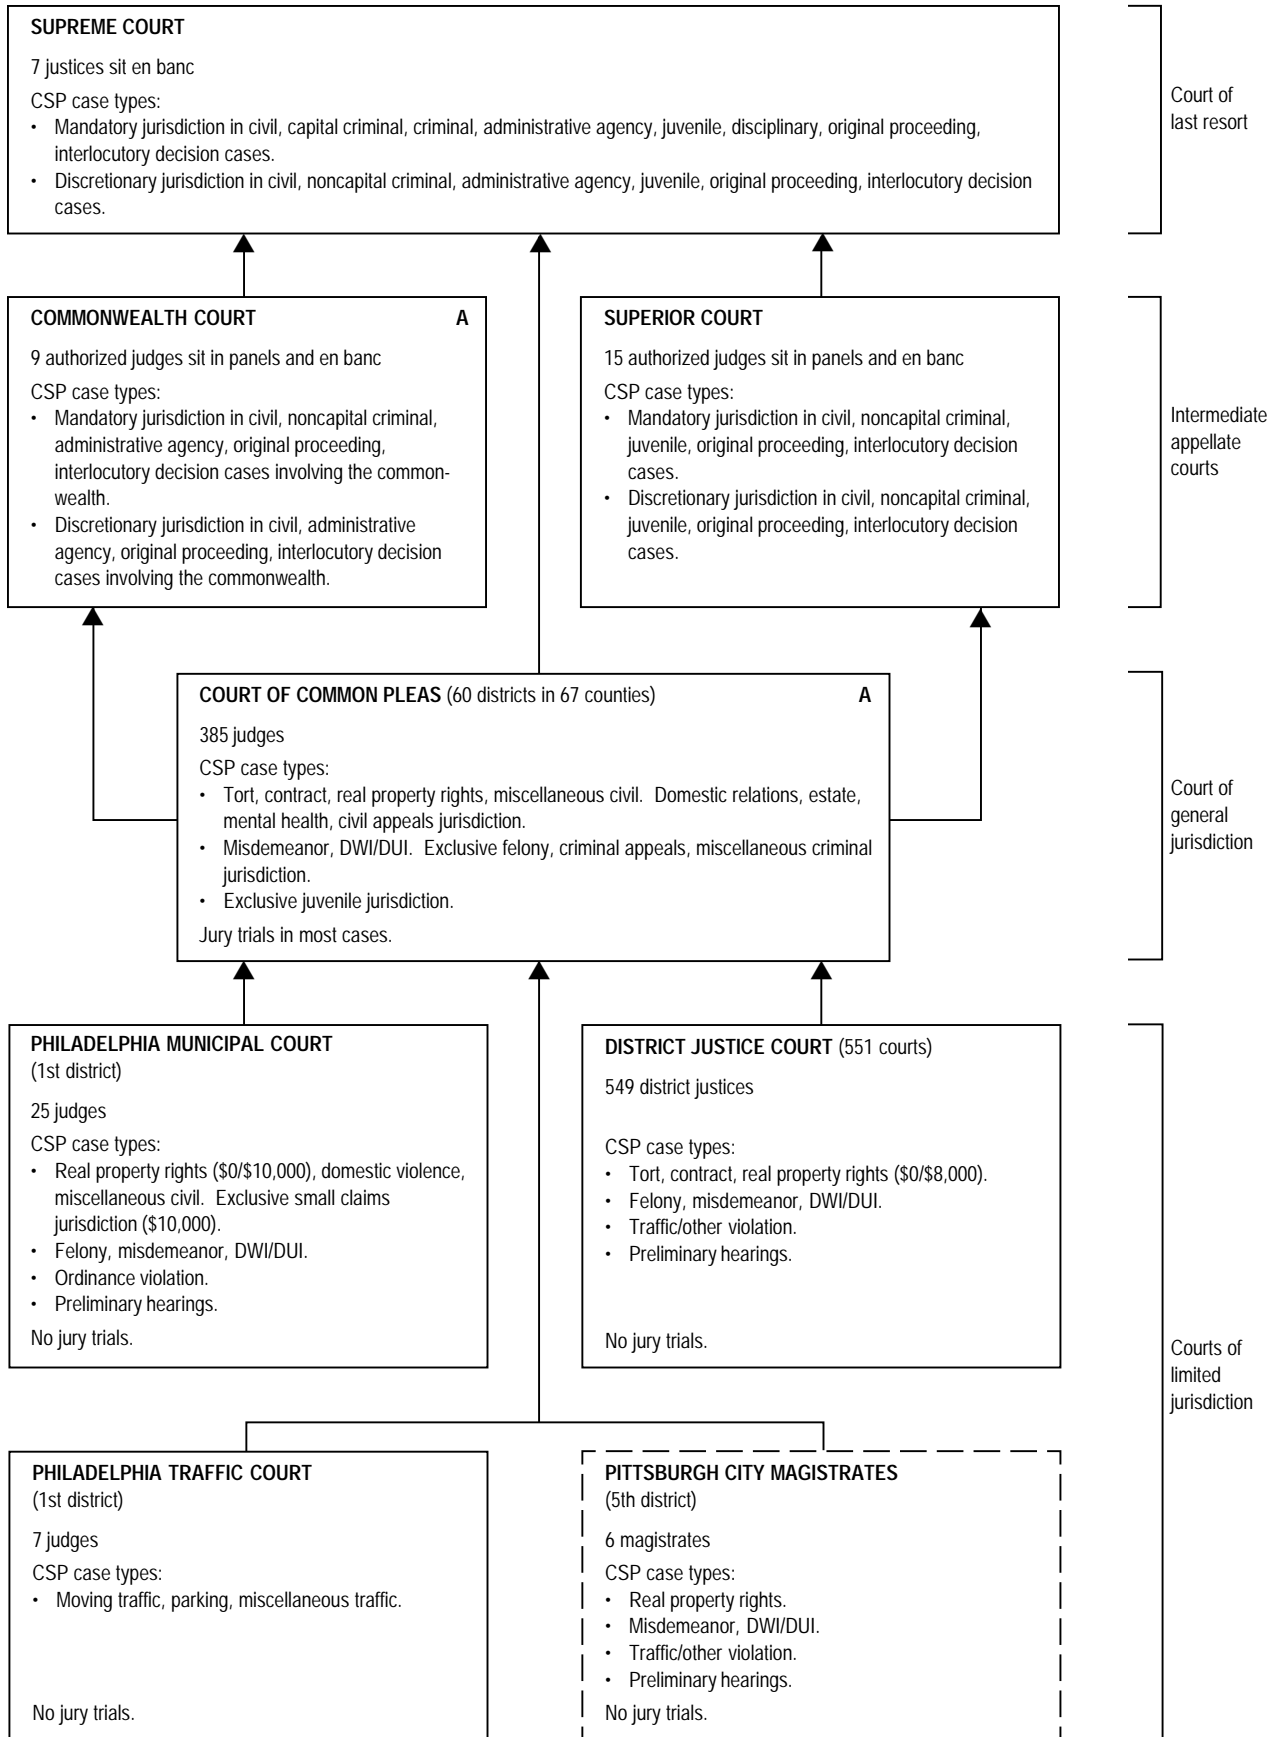 SUPREME COURT
7 justices sit en banc
CSP case types:
• Mandatory jurisdiction in civil, capital criminal, criminal, administrative agency, juvenile, disciplinary, original proceeding,
interlocutory decision cases.
• Discretionary jurisdiction in civil, noncapital criminal, administrative agency, juvenile, original proceeding, interlocutory decision
cases.
Court of
last resort
COMMONWEALTH COURT A
9 authorized judges sit in panels and en banc
CSP case types:
• Mandatory jurisdiction in civil, noncapital criminal,
administrative agency, original proceeding,
interlocutory decision cases involving the common-
wealth.
• Discretionary jurisdiction in civil, administrative
agency, original proceeding, interlocutory decision
cases involving the commonwealth.
SUPERIOR COURT
15 authorized judges sit in panels and en banc
CSP case types:
• Mandatory jurisdiction in civil, noncapital criminal,
juvenile, original proceeding, interlocutory decision
cases.
• Discretionary jurisdiction in civil, noncapital criminal,
juvenile, original proceeding, interlocutory decision
cases.
Intermediate
appellate
courts
COURT OF COMMON PLEAS (60 districts in 67 counties) A
385 judges
CSP case types:
• Tort, contract, real property rights, miscellaneous civil. Domestic relations, estate,
mental health, civil appeals jurisdiction.
• Misdemeanor, DWI/DUI. Exclusive felony, criminal appeals, miscellaneous criminal
jurisdiction.
• Exclusive juvenile jurisdiction.
Jury trials in most cases.
Court of
general
jurisdiction
PHILADELPHIA MUNICIPAL COURT
(1st district)
25 judges
CSP case types:
• Real property rights ($0/$10,000), domestic violence,
miscellaneous civil. Exclusive small claims
jurisdiction ($10,000).
• Felony, misdemeanor, DWI/DUI.
• Ordinance violation.
• Preliminary hearings.
No jury trials.
DISTRICT JUSTICE COURT (551 courts)
549 district justices
CSP case types:
• Tort, contract, real property rights ($0/$8,000).
• Felony, misdemeanor, DWI/DUI.
• Traffic/other violation.
• Preliminary hearings.
No jury trials.
Courts of
limited
jurisdiction
PHILADELPHIA TRAFFIC COURT
(1st district)
7 judges
CSP case types:
• Moving traffic, parking, miscellaneous traffic.
No jury trials.
PITTSBURGH CITY MAGISTRATES
(5th district)
6 magistrates
CSP case types:
• Real property rights.
• Misdemeanor, DWI/DUI.
• Traffic/other violation.
• Preliminary hearings.
No jury trials.